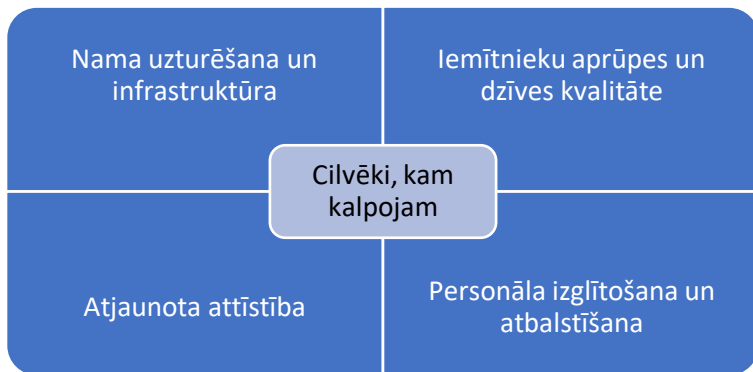 Nama uzturēšana un
infrastruktūra
Iemītnieku aprūpes un
dzīves kvalitāte
Cilvēki, kam
kalpojam
Atjaunota attīstība
Personāla izglītošana un
atbalstīšana